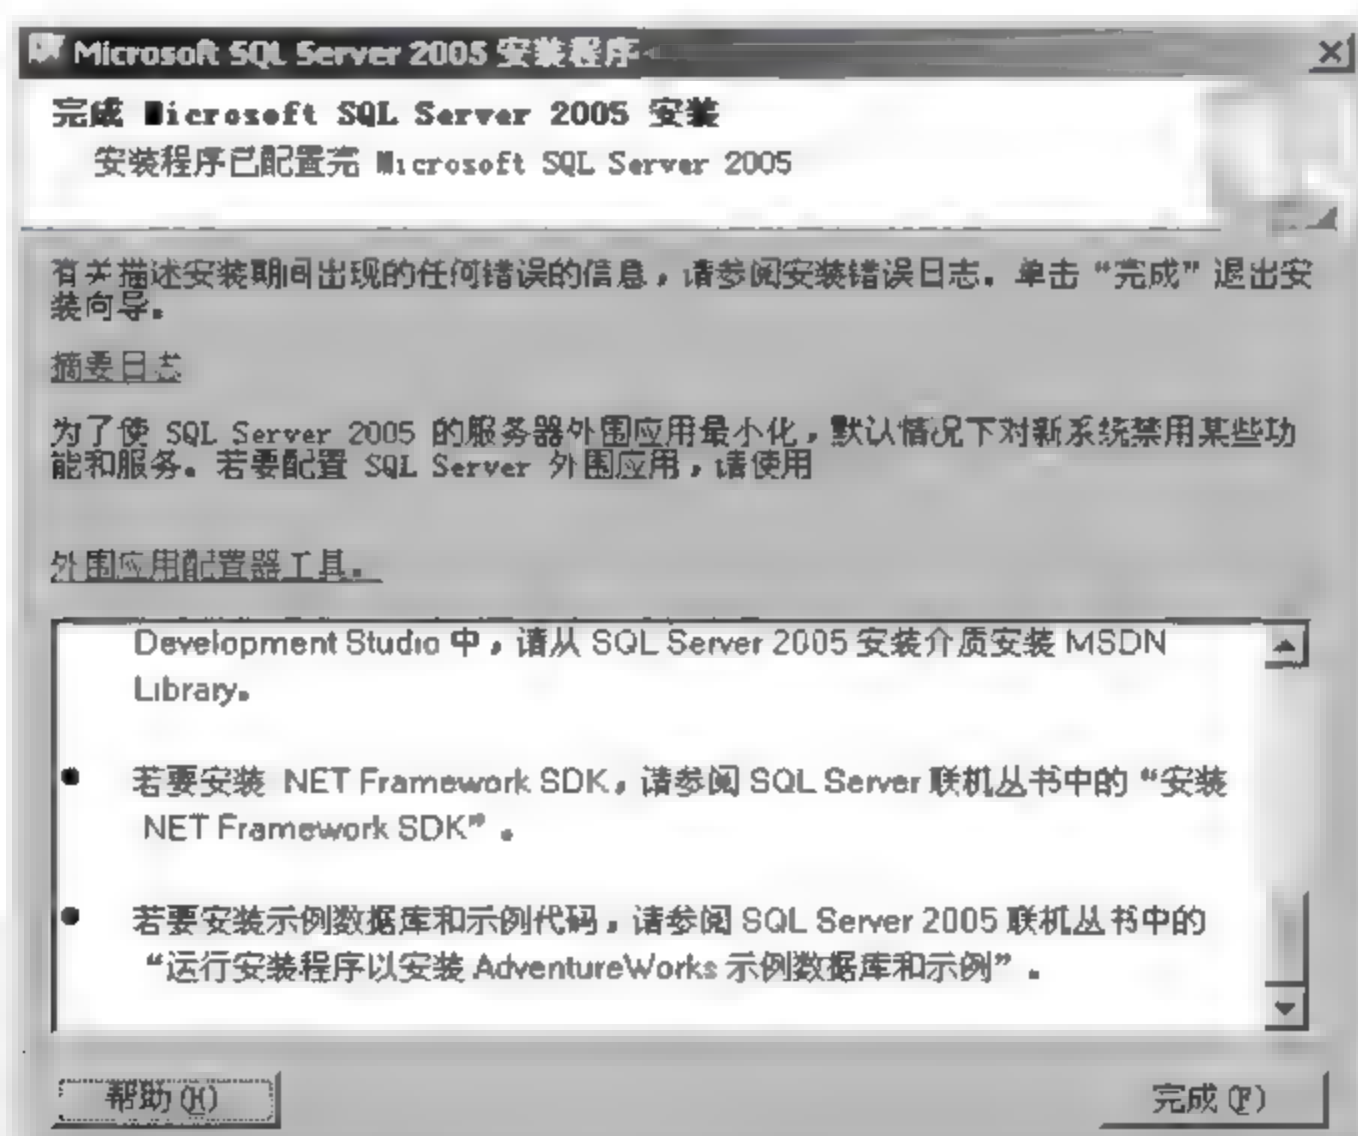 Microsoft SQL Server 2005 安装程序
完成 Microsoft SQL Server 2005 安装
安装程序已配置完 Microsoft SQL Server 2005
有关描述安装期间出现的任何错误的信息，请参阅安装错误日志。单击“完成”退出安
装向导。
摘要日志
为了使 SQL Server 2005 的服务器外围应用最小化，默认情况下对新系统禁用某些功
能和服务。若要配置 SQL Server 外围应用，请使用
外围应用配置器工具。
Development Studio 中，请从 SQL Server 2005 安装介质安装 MSDN
Library。
● 若要安装 NET Framework SDK，请参阅 SQL Server 联机丛书中的“安装
NET Framework SDK”。
● 若要安装示例数据库和示例代码，请参阅 SQL Server 2005 联机丛书中的
“运行安装程序以安装 AdventureWorks 示例数据库和示例”。
帮助(H)
完成(F)